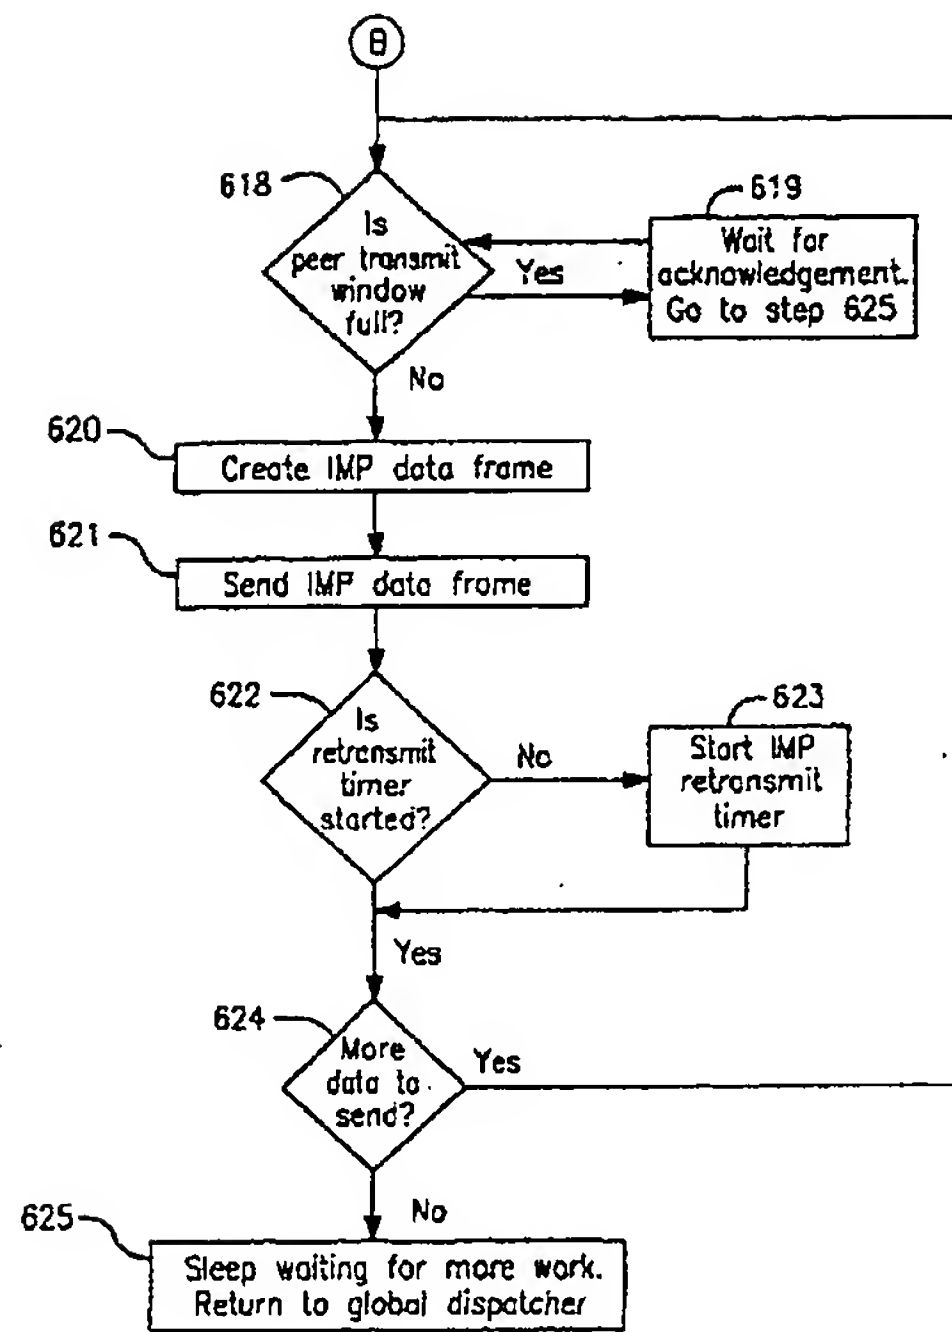 B
618
Is
peer transmit
window
full?
Yes
619
Wait for
acknowledgement.
Go to step 625
No
620
Create IMP data frame
621
Send IMP data frame
622
Is
retransmit
timer
started?
No
623
Start IMP
retransmit
timer
Yes
624
More
data to
send?
Yes
No
625
Sleep waiting for more work.
Return to global dispatcher